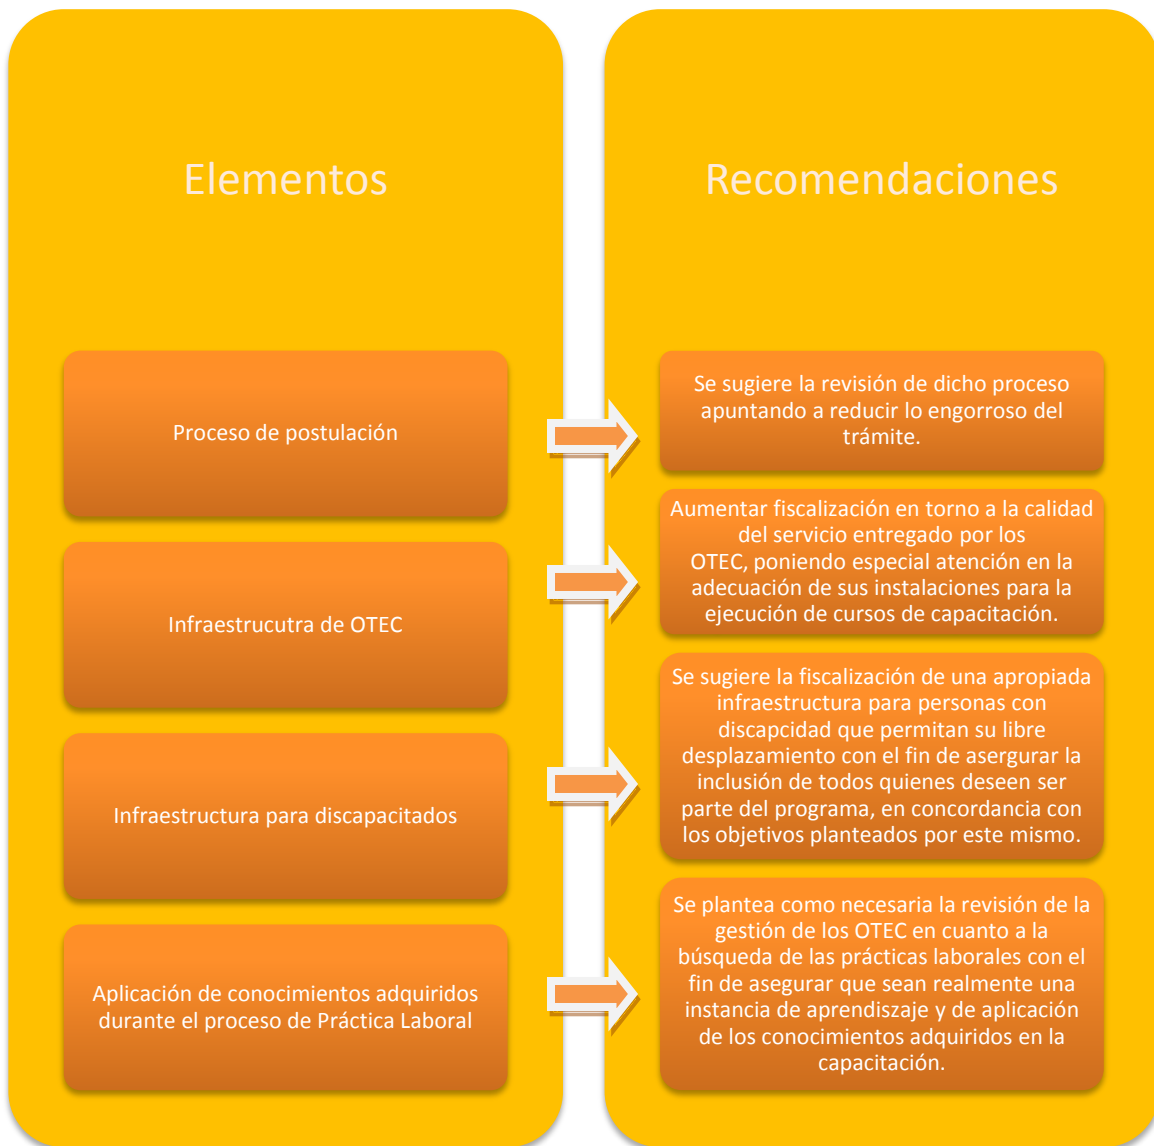 Elementos
Proceso de postulación
Infraestrucutra de OTEC
Infraestructura para discapacitados
Aplicación de conocimientos adquiridos
durante el proceso de Práctica Laboral
Recomendaciones
Se sugiere la revisión de dicho proceso
apuntando a reducir lo engorroso del
trámite.
Aumentar fiscalización en torno a la calidad
del servicio entregado por los
OTEC, poniendo especial atención en la
adecuación de sus instalaciones para la
ejecución de cursos de capacitación.
Se sugiere la fiscalización de una apropiada
infraestructura para personas con
discapcidad que permitan su libre
desplazamiento con el fin de asergurar la
inclusión de todos quienes deseen ser
parte del programa, en concordancia con
los objetivos planteados por este mismo.
Se plantea como necesaria la revisión de la
gestión de los OTEC en cuanto a la
búsqueda de las prácticas laborales con el
fin de asegurar que sean realmente una
instancia de aprendiszaje y de aplicación
de los conocimientos adquiridos en la
capacitación.